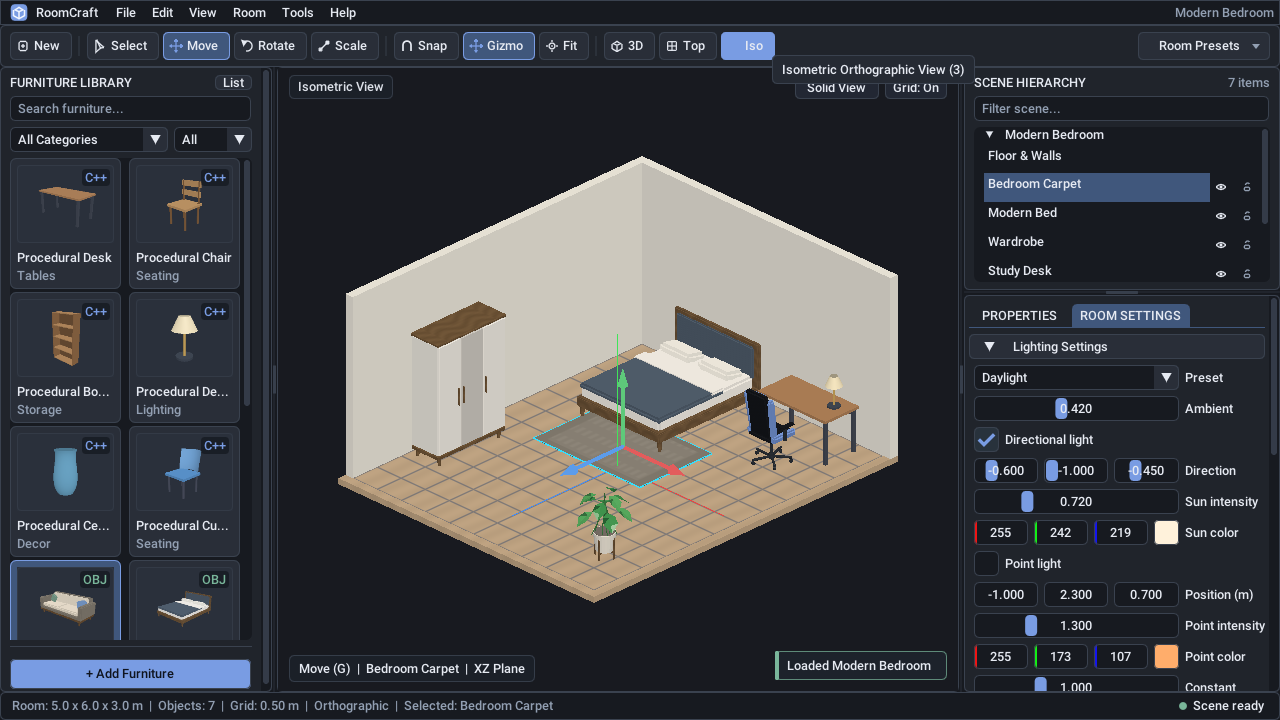 RoomCraft File Edit View Room Tools Help Modern Bedroom
New Select Move Rotate Scale Snap Gizmo Fit 3D Top Iso Room Presets
Isometric Orthographic View (3)
FURNITURE LIBRARY List
Search furniture...
All Categories All
C++ C++
Procedural Desk Procedural Chair
Tables Seating
C++ C++
Procedural Bo... Procedural De...
Storage Lighting
C++ C++
Procedural Ce... Procedural Cu...
Decor Seating
OBJ OBJ
+ Add Furniture
Isometric View Solid View Grid: On
Move (G) | Bedroom Carpet | XZ Plane
Loaded Modern Bedroom
SCENE HIERARCHY 7 items
Filter scene...
Modern Bedroom
Floor & Walls
Bedroom Carpet
Modern Bed
Wardrobe
Study Desk
PROPERTIES ROOM SETTINGS
Lighting Settings
Daylight Preset
0.420 Ambient
Directional light
-0.600 -1.000 -0.450 Direction
0.720 Sun intensity
255 242 219 Sun color
Point light
-1.000 2.300 0.700 Position (m)
1.300 Point intensity
255 173 107 Point color
1.000 Constant
Room: 5.0 x 6.0 x 3.0 m | Objects: 7 | Grid: 0.50 m | Orthographic | Selected: Bedroom Carpet Scene ready